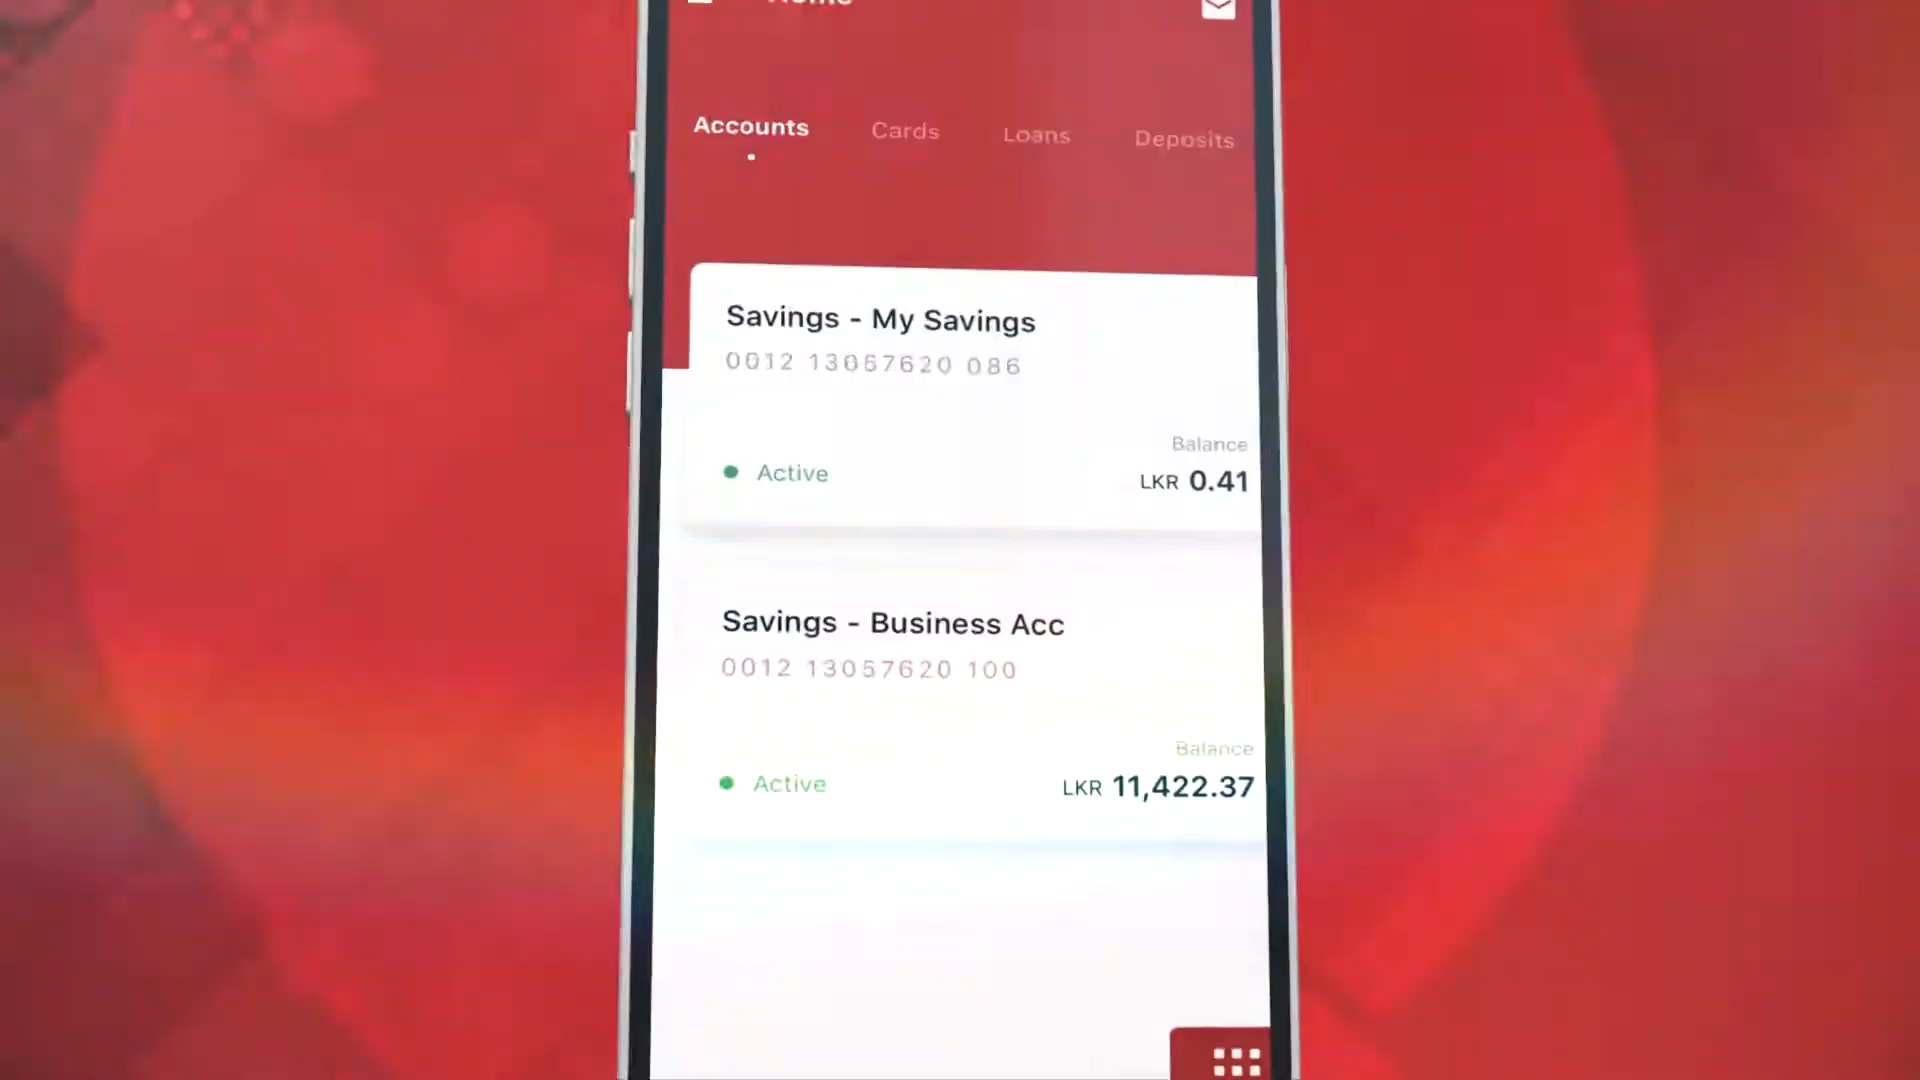 Home
Accounts
Cards
Loans
Deposits
Savings - My Savings
0012 13057620 086
Balance
Active
LKR 0.41
Savings - Business Acc
0012 13057620 100
Balance
Active
LKR 11,422.37